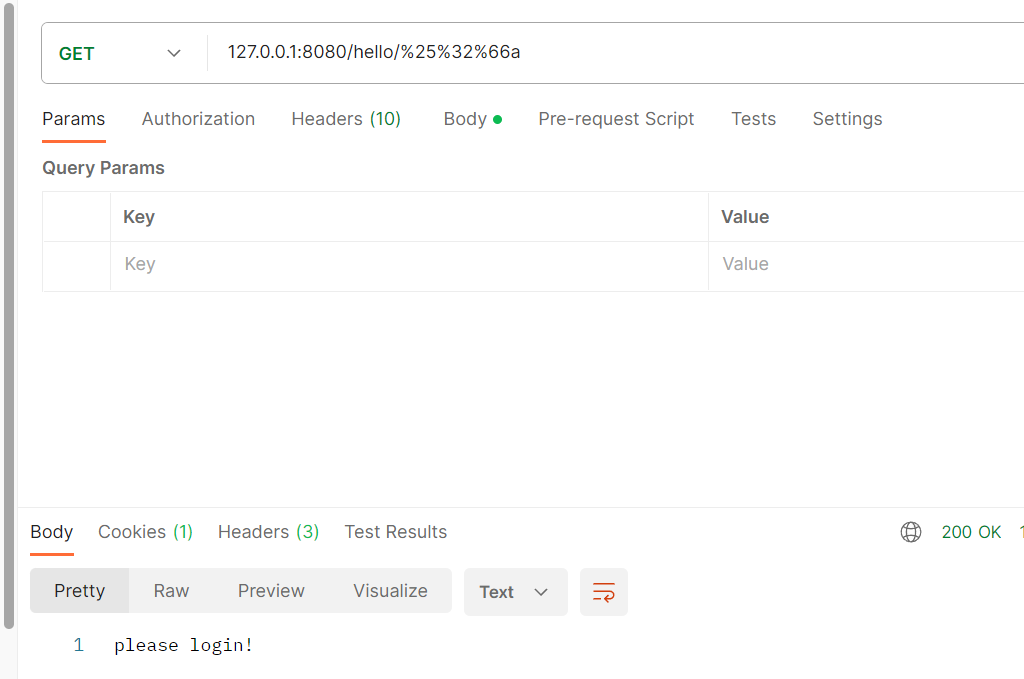 GET 127.0.0.1:8080/hello/%25%32%66a
Params Authorization Headers (10) Body Pre-request Script Tests Settings
Query Params
Key Value
Key Value
Body Cookies (1) Headers (3) Test Results 200 OK 1
Pretty Raw Preview Visualize Text
1 please login!